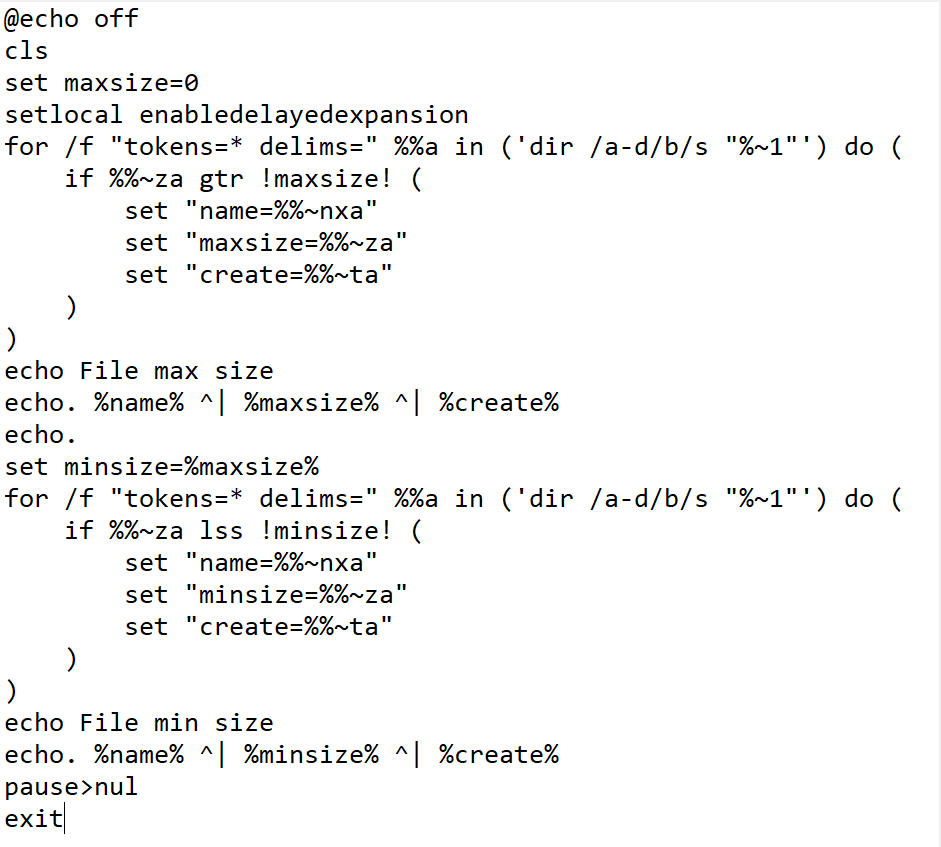 @echo off
cls
set maxsize=0
setlocal enabledelayedexpansion
for /f "tokens=* delims=" %%a in ('dir /a-d/b/s "%~1"') do (
    if %%~za gtr !maxsize! (
        set "name=%%~nxa"
        set "maxsize=%%~za"
        set "create=%%~ta"
    )
)
echo File max size
echo. %name% ^| %maxsize% ^| %create%
echo.
set minsize=%maxsize%
for /f "tokens=* delims=" %%a in ('dir /a-d/b/s "%~1"') do (
    if %%~za lss !minsize! (
        set "name=%%~nxa"
        set "minsize=%%~za"
        set "create=%%~ta"
    )
)
echo File min size
echo. %name% ^| %minsize% ^| %create%
pause>nul
exit